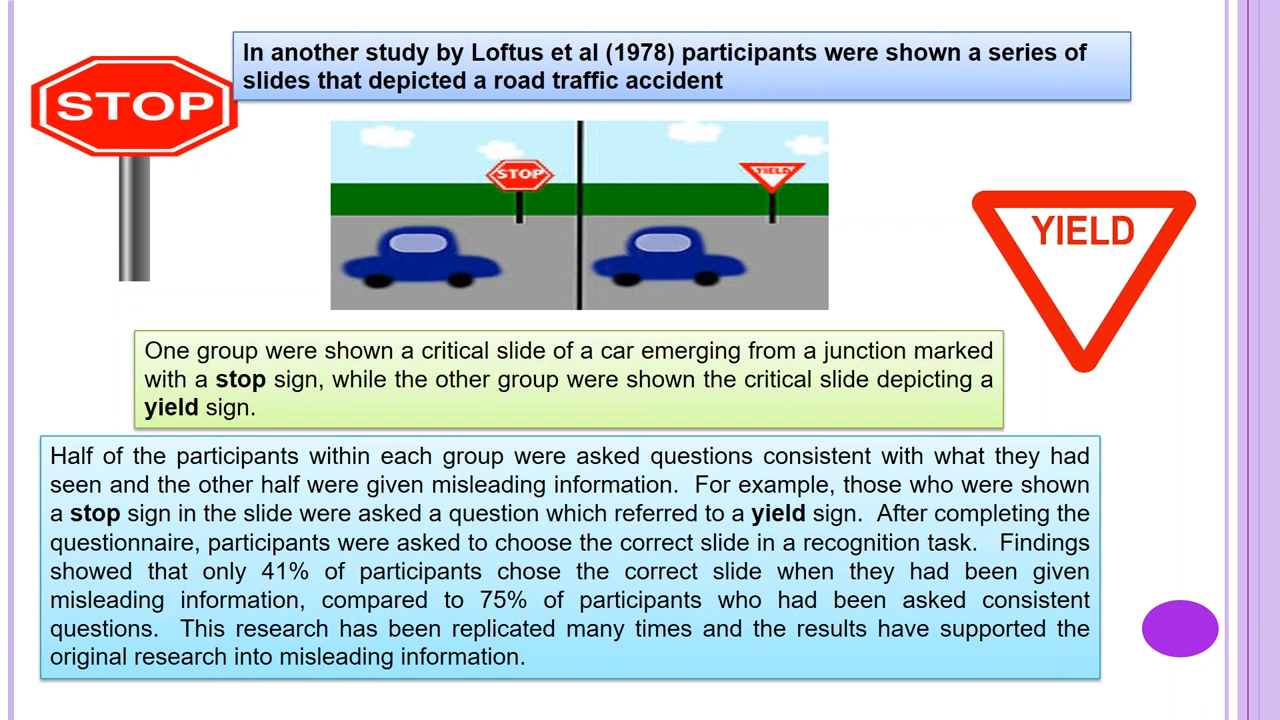 In another study by Loftus et al (1978) participants were shown a series of
slides that depicted a road traffic accident
STOP
STOP
YIELD
YIELD
One group were shown a critical slide of a car emerging from a junction marked
with a stop sign, while the other group were shown the critical slide depicting a
yield sign.
Half of the participants within each group were asked questions consistent with what they had
seen and the other half were given misleading information. For example, those who were shown
a stop sign in the slide were asked a question which referred to a yield sign. After completing the
questionnaire, participants were asked to choose the correct slide in a recognition task. Findings
showed that only 41% of participants chose the correct slide when they had been given
misleading information, compared to 75% of participants who had been asked consistent
questions. This research has been replicated many times and the results have supported the
original research into misleading information.